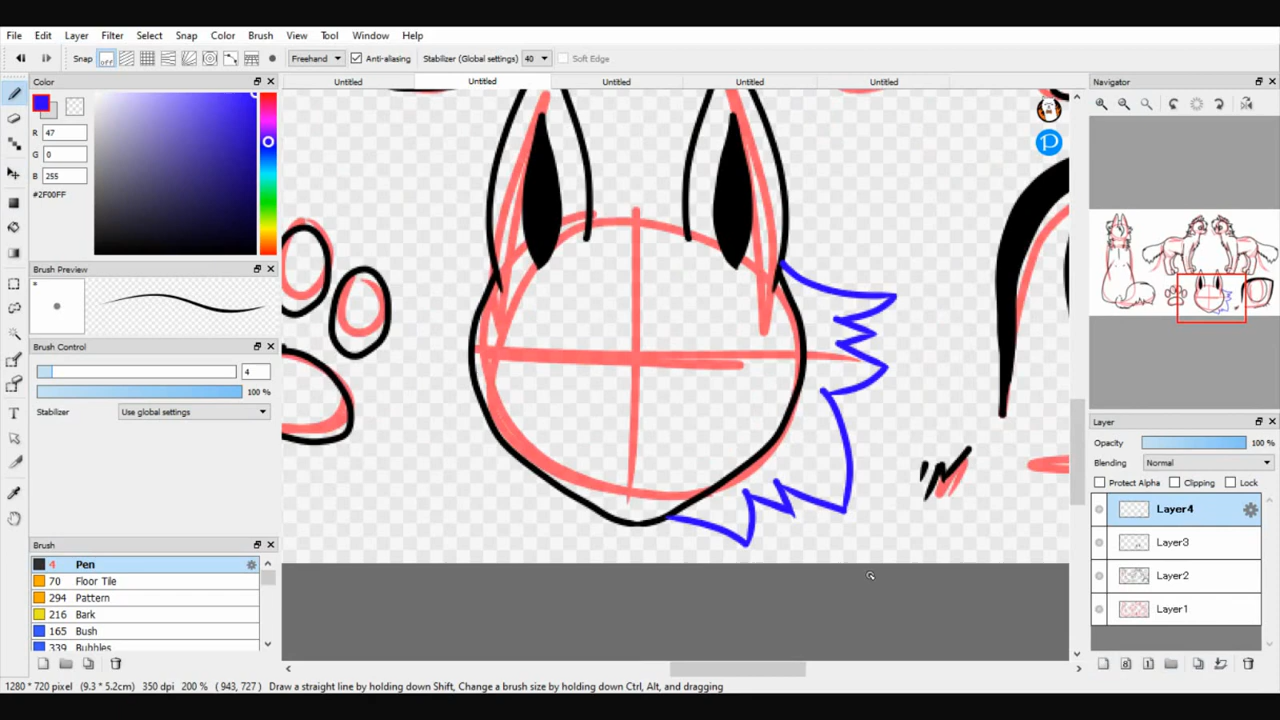 File Edit Layer Filter Select Snap Color Brush View Tool Window Help
Snap off Freehand Anti-aliasing Stabilizer (Global settings) 40 Soft Edge
Color Untitled Untitled Untitled Untitled Untitled Navigator
R 47
G 0
B 255
#2F00FF
Brush Preview
*
Brush Control
4
100 %
Stabilizer Use global settings
Layer
Opacity 100 %
Blending Normal
Protect Alpha Clipping Lock
Layer4
Layer3
Layer2
Layer1
Brush
4 Pen
70 Floor Tile
294 Pattern
216 Bark
165 Bush
339 Bubbles
1280 * 720 pixel (9.3 * 5.2cm) 350 dpi 200 % ( 943, 727 ) Draw a straight line by holding down Shift, Change a brush size by holding down Ctrl, Alt, and dragging